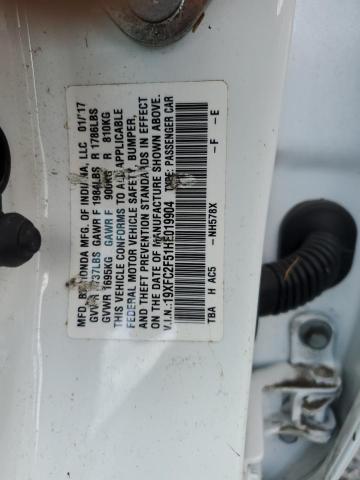 MFD. BY HONDA MFG. OF INDIANA, LLC 01/17
GVWR 3737LBS GAWR F 1984LBS R 1786LBS
GVWR 1695KG GAWR F 900KG R 810KG
THIS VEHICLE CONFORMS TO ALL APPLICABLE
FEDERAL MOTOR VEHICLE SAFETY, BUMPER,
AND THEFT PREVENTION STANDARDS IN EFFECT
ON THE DATE OF MANUFACTURE SHOWN ABOVE.
V.I.N.:19XFC2F51HE019904 TYPE: PASSENGER CAR
TBA H AC5 -NH578X -F -E